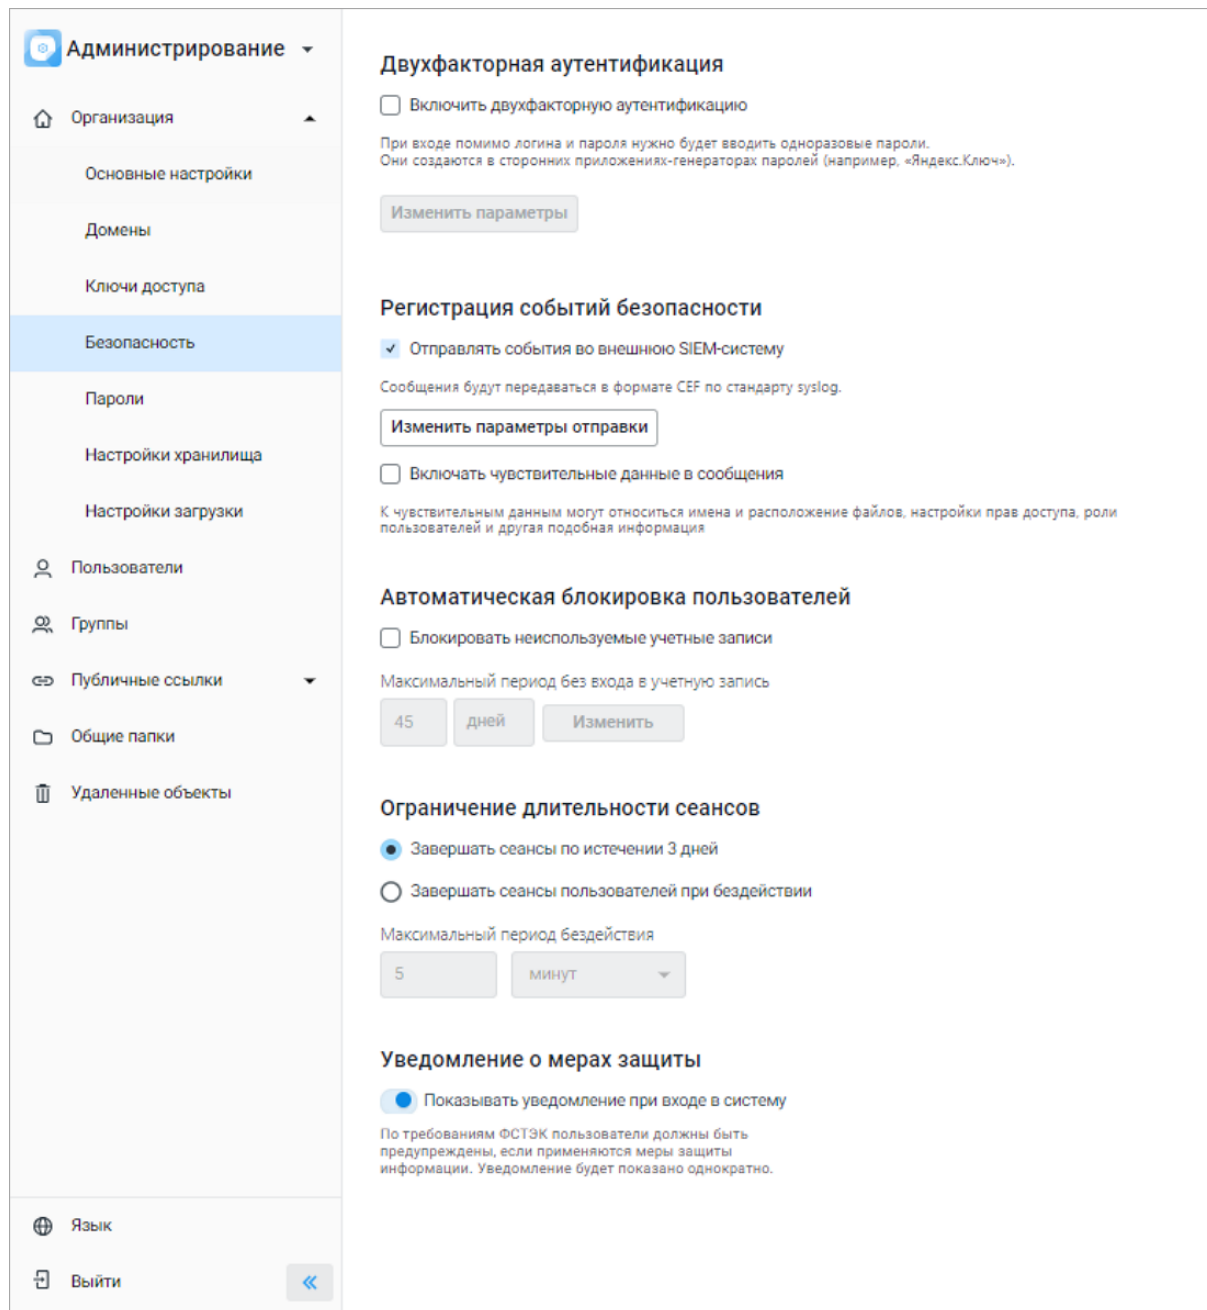 Администрирование
Организация
Основные настройки
Домены
Ключи доступа
Безопасность
Пароли
Настройки хранилища
Настройки загрузки
Пользователи
Группы
Публичные ссылки
Общие папки
Удаленные объекты
Язык
Выйти
Двухфакторная аутентификация
Включить двухфакторную аутентификацию
При входе помимо логина и пароля нужно будет вводить одноразовые пароли.
Они создаются в сторонних приложениях-генераторах паролей (например, «Яндекс.Ключ»).
Изменить параметры
Регистрация событий безопасности
Отправлять события во внешнюю SIEM-систему
Сообщения будут передаваться в формате CEF по стандарту syslog.
Изменить параметры отправки
Включать чувствительные данные в сообщения
К чувствительным данным могут относиться имена и расположение файлов, настройки прав доступа, роли
пользователей и другая подобная информация
Автоматическая блокировка пользователей
Блокировать неиспользуемые учетные записи
Максимальный период без входа в учетную запись
45 дней Изменить
Ограничение длительности сеансов
Завершать сеансы по истечении 3 дней
Завершать сеансы пользователей при бездействии
Максимальный период бездействия
5 минут
Уведомление о мерах защиты
Показывать уведомление при входе в систему
По требованиям ФСТЭК пользователи должны быть
предупреждены, если применяются меры защиты
информации. Уведомление будет показано однократно.